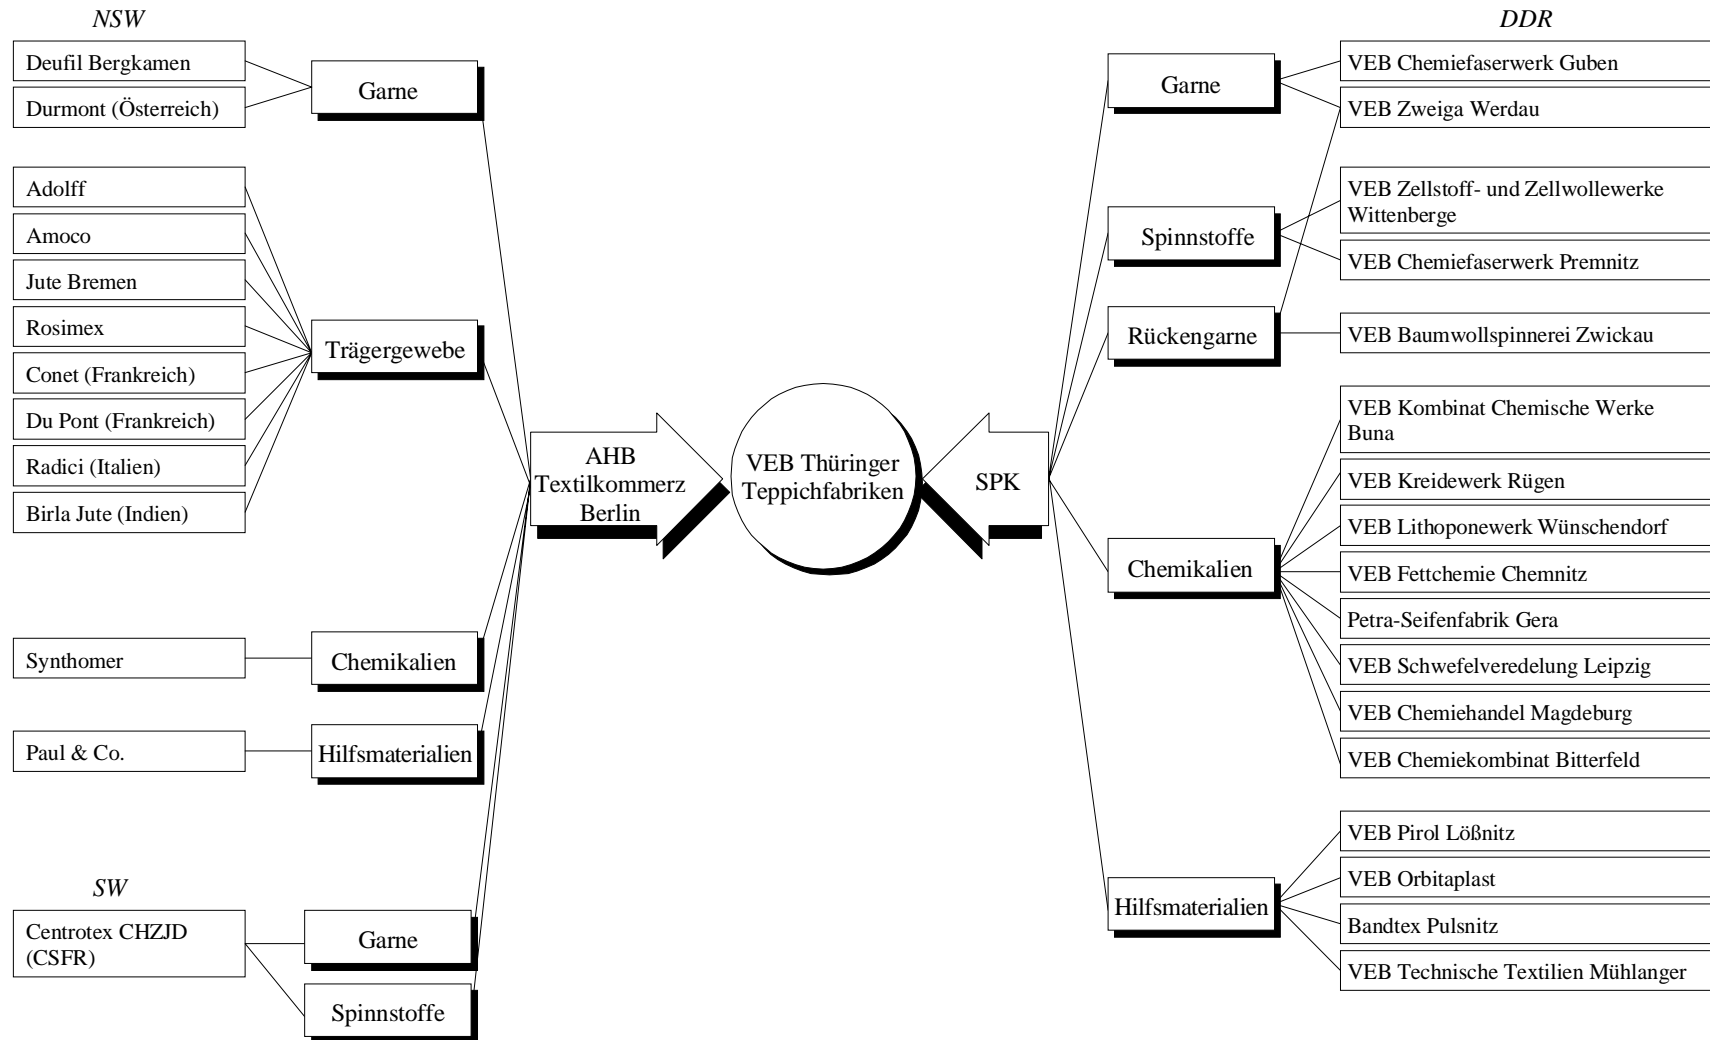 NSW
Deufil Bergkamen
Durmont (Österreich)
Garne
Adolff
Amoco
Jute Bremen
Rosimex
Conet (Frankreich)
Du Pont (Frankreich)
Radici (Italien)
Birla Jute (Indien)
Trägergewebe
Synthomer
Chemikalien
Paul & Co.
Hilfsmaterialien
SW
Centrotex CHZJD
(CSFR)
Garne
Spinnstoffe
AHB
Textilkommerz
Berlin
VEB Thüringer
Teppichfabriken
SPK
DDR
Garne
VEB Chemiefaserwerk Guben
VEB Zweiga Werdau
Spinnstoffe
VEB Zellstoff- und Zellwollewerke
Wittenberge
VEB Chemiefaserwerk Premnitz
Rückengarne
VEB Baumwollspinnerei Zwickau
Chemikalien
VEB Kombinat Chemische Werke
Buna
VEB Kreidewerk Rügen
VEB Lithoponewerk Wünschendorf
VEB Fettchemie Chemnitz
Petra-Seifenfabrik Gera
VEB Schwefelveredelung Leipzig
VEB Chemiehandel Magdeburg
VEB Chemiekombinat Bitterfeld
Hilfsmaterialien
VEB Pirol Lößnitz
VEB Orbitaplast
Bandtex Pulsnitz
VEB Technische Textilien Mühlanger